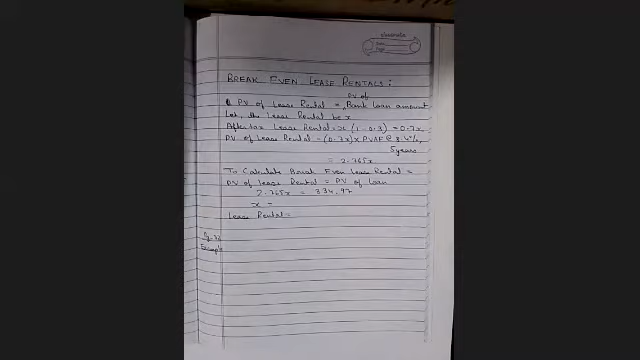 BREAK EVEN LEASE RENTALS:
PV of
PV of Lease Rental = Bank Loan amount
Let, the Lease Rental be x
After tax Lease Rental = x (1-0.3) = 0.7x
PV of Lease Rental = (0.7x) x PVAF @ 8.4%,
5 years
= 2.765x
To Calculate Break Even Lease Rental =
PV of Lease Rental = PV of Loan
2.765x = 334.97
x =
Lease Rental =
Example